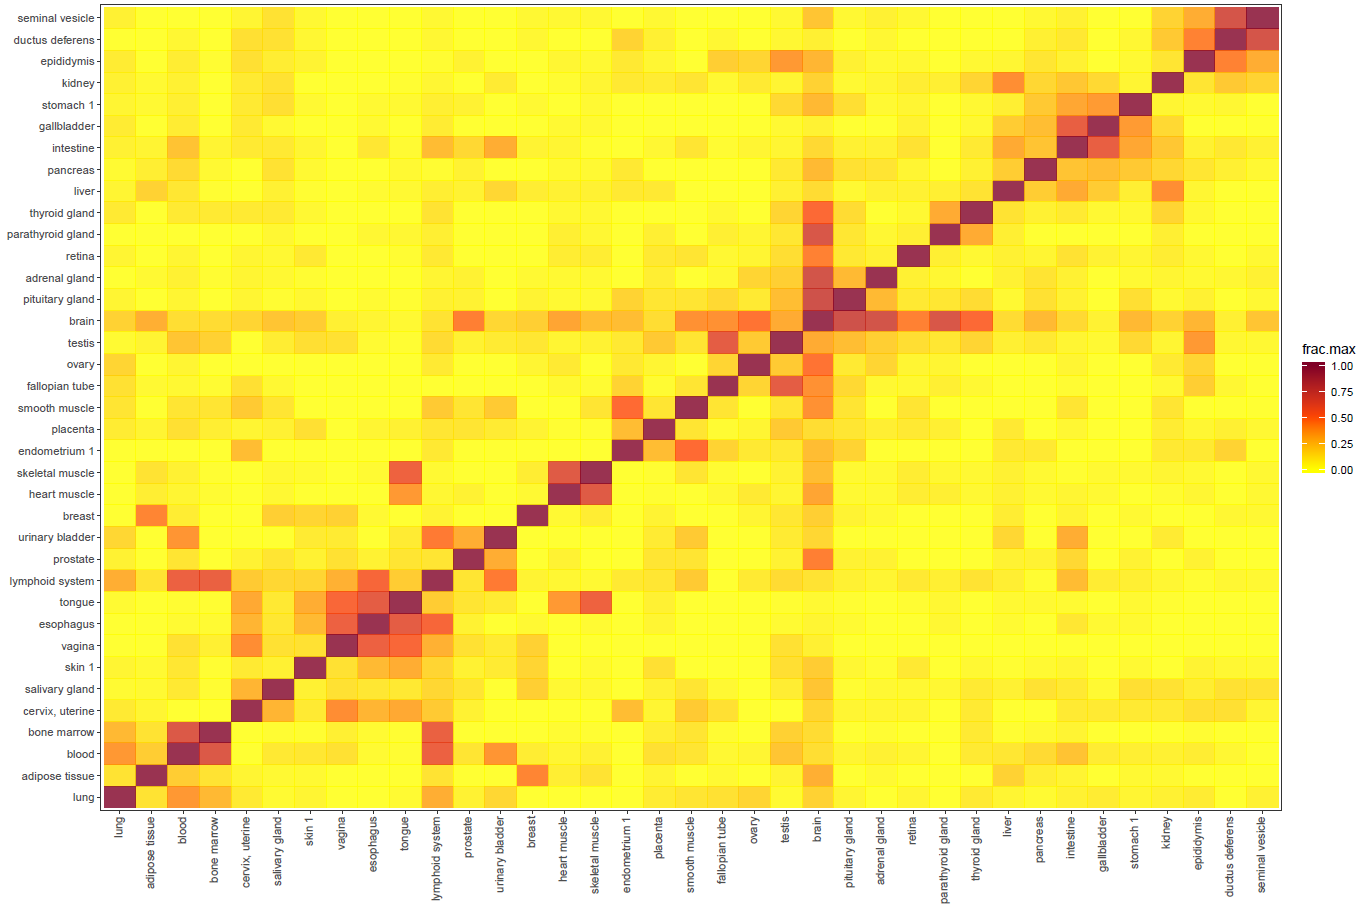 seminal vesicle
ductus deferens
epididymis
kidney
stomach 1
gallbladder
intestine
pancreas
liver
thyroid gland
parathyroid gland
retina
adrenal gland
pituitary gland
brain
testis
ovary
fallopian tube
smooth muscle
placenta
endometrium 1
skeletal muscle
heart muscle
breast
urinary bladder
prostate
lymphoid system
tongue
esophagus
vagina
skin 1
salivary gland
cervix, uterine
bone marrow
blood
adipose tissue
lung
lung
adipose tissue
blood
bone marrow
cervix, uterine
salivary gland
skin 1
vagina
esophagus
tongue
lymphoid system
prostate
urinary bladder
breast
heart muscle
skeletal muscle
endometrium 1
placenta
smooth muscle
fallopian tube
ovary
testis
brain
pituitary gland
adrenal gland
retina
parathyroid gland
thyroid gland
liver
pancreas
intestine
gallbladder
stomach 1
kidney
epididymis
ductus deferens
seminal vesicle
frac.max
1.00
0.75
0.50
0.25
0.00